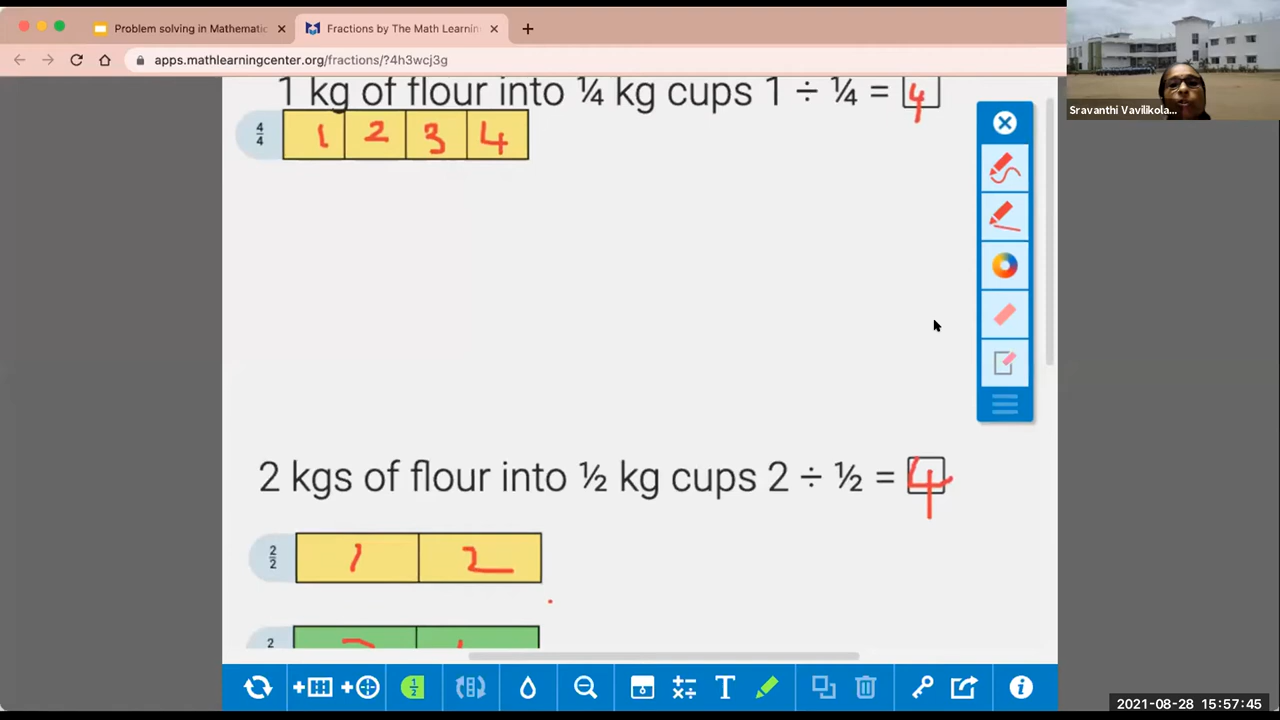 Problem solving in Mathematic
Fractions by The Math Learnin
apps.mathlearningcenter.org/fractions/?4h3wcj3g
Sravanthi Vavilikola...
1 kg of flour into ¼ kg cups 1 ÷ ¼ = 4
4/4 1 2 3 4
2 kgs of flour into ½ kg cups 2 ÷ ½ = 4
2/2 1 2
2
1/2 T
2021-08-28 15:57:45